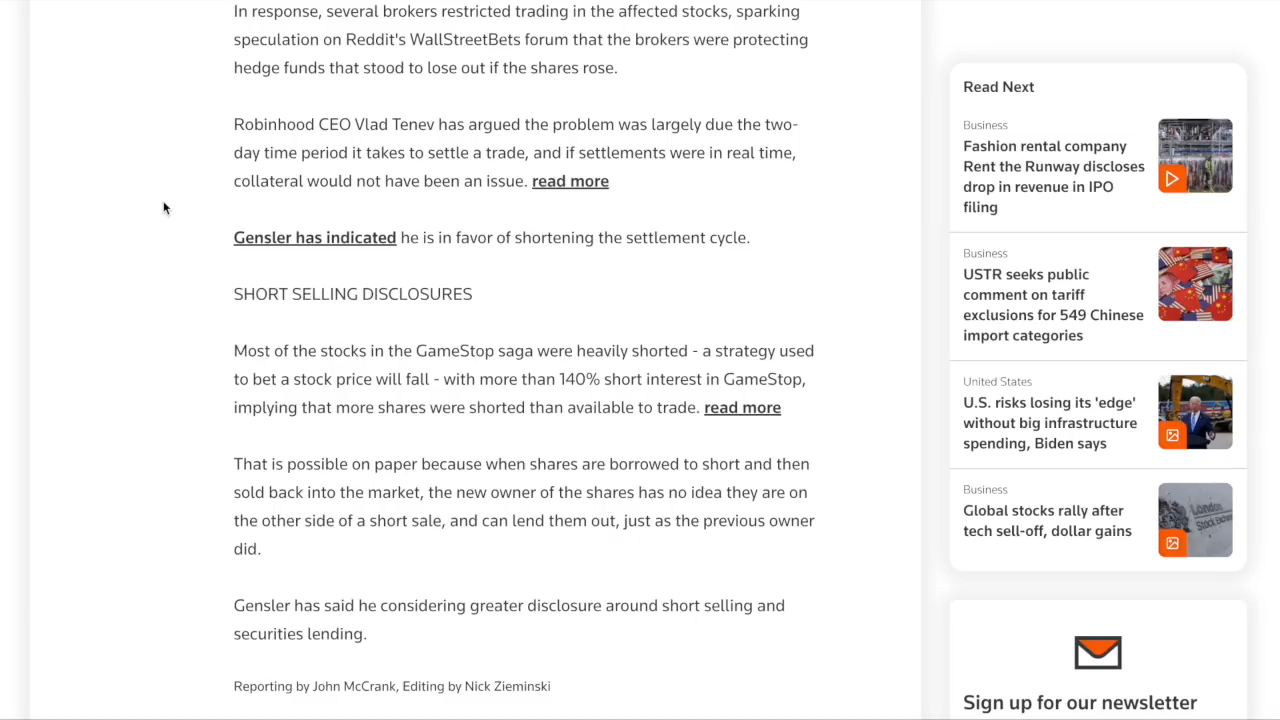 In response, several brokers restricted trading in the affected stocks, sparking
speculation on Reddit's WallStreetBets forum that the brokers were protecting
hedge funds that stood to lose out if the shares rose.
Robinhood CEO Vlad Tenev has argued the problem was largely due the two-
day time period it takes to settle a trade, and if settlements were in real time,
collateral would not have been an issue. read more
Gensler has indicated he is in favor of shortening the settlement cycle.
SHORT SELLING DISCLOSURES
Most of the stocks in the GameStop saga were heavily shorted - a strategy used
to bet a stock price will fall - with more than 140% short interest in GameStop,
implying that more shares were shorted than available to trade. read more
That is possible on paper because when shares are borrowed to short and then
sold back into the market, the new owner of the shares has no idea they are on
the other side of a short sale, and can lend them out, just as the previous owner
did.
Gensler has said he considering greater disclosure around short selling and
securities lending.
Reporting by John McCrank, Editing by Nick Zieminski
Read Next
Business
Fashion rental company
Rent the Runway discloses
drop in revenue in IPO
filing
Business
USTR seeks public
comment on tariff
exclusions for 549 Chinese
import categories
United States
U.S. risks losing its 'edge'
without big infrastructure
spending, Biden says
Business
Global stocks rally after
tech sell-off, dollar gains
London
Stock
Sign up for our newsletter